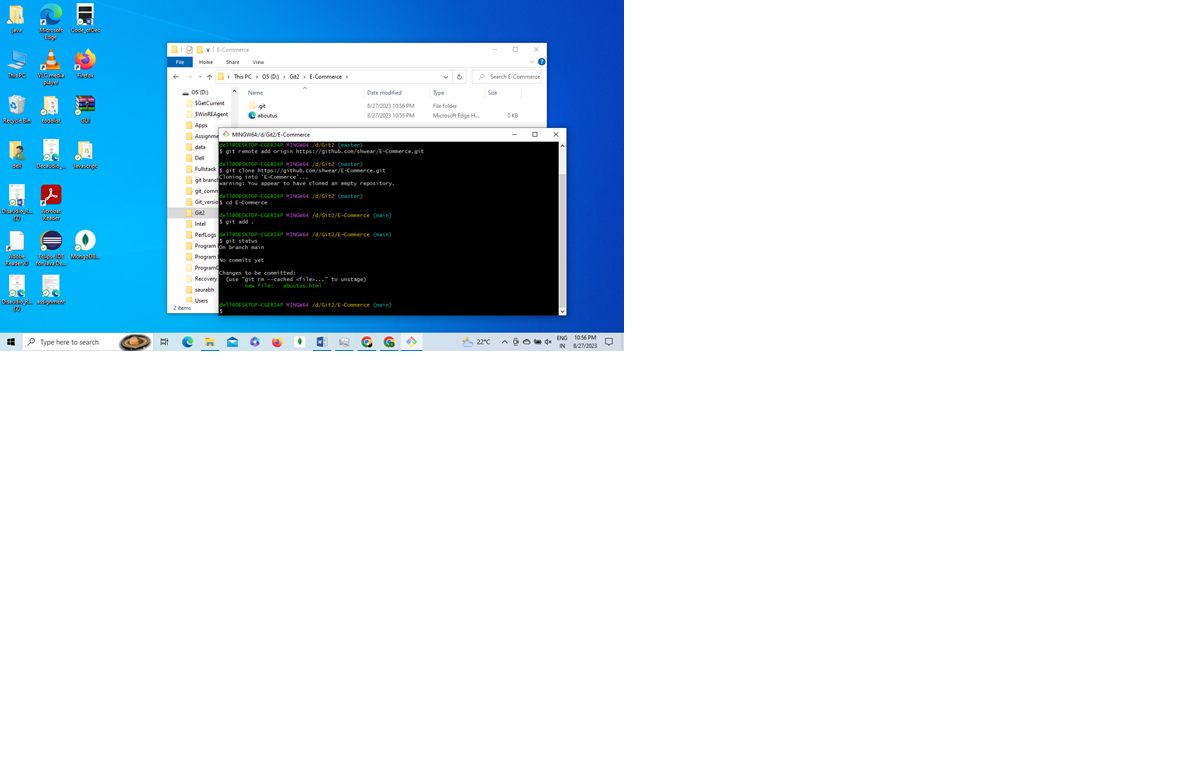 java
Microsoft Edge
E-Commerce
File Home Share View
This PC
VLC media player
Firefox
This PC > OS (D:) > Git2 > E-Commerce >
Search E-Commerce
OS (D:)
Name Date modified Type Size
$GetCurrent
.git 8/27/2023 10:56 PM File folder
$WinREAgent
aboutus 8/27/2023 10:55 PM Microsoft Edge H... 0 KB
Recycle Bin
GUI
Apps
Assignme
data
Dell
Fullstack
git branc
git_comm
Git_versio
Git2
Intel
PerfLogs
Program
Program
ProgramD
Recovery
saurabh
Users
2 items
dell
Javascript
Acrobat Reader
Adobe Reader XI
Eclipse IDE for Java De...
assignment
MINGW64:/d/Git2/E-Commerce
dell@DESKTOP-CGERI4P MINGW64 /d/Git2 (master)
$ git remote add origin https://github.com/shwear/E-Commerce.git
dell@DESKTOP-CGERI4P MINGW64 /d/Git2 (master)
$ git clone https://github.com/shwear/E-Commerce.git
Cloning into 'E-Commerce'...
warning: You appear to have cloned an empty repository.
dell@DESKTOP-CGERI4P MINGW64 /d/Git2 (master)
$ cd E-Commerce
dell@DESKTOP-CGERI4P MINGW64 /d/Git2/E-Commerce (main)
$ git add .
dell@DESKTOP-CGERI4P MINGW64 /d/Git2/E-Commerce (main)
$ git status
On branch main
No commits yet
Changes to be committed:
(use "git rm --cached <file>..." to unstage)
new file: aboutus.html
dell@DESKTOP-CGERI4P MINGW64 /d/Git2/E-Commerce (main)
$
Type here to search
22°C
ENG
IN
10:56 PM
8/27/2023